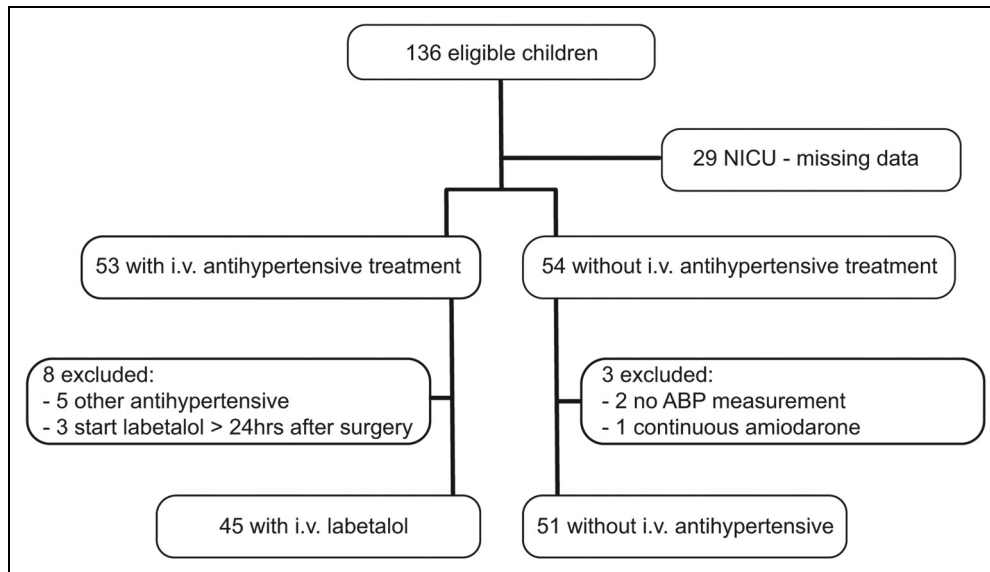 136 eligible children
29 NICU - missing data
53 with i.v. antihypertensive treatment
54 without i.v. antihypertensive treatment
8 excluded:
- 5 other antihypertensive
- 3 start labetalol > 24hrs after surgery
3 excluded:
- 2 no ABP measurement
- 1 continuous amiodarone
45 with i.v. labetalol
51 without i.v. antihypertensive